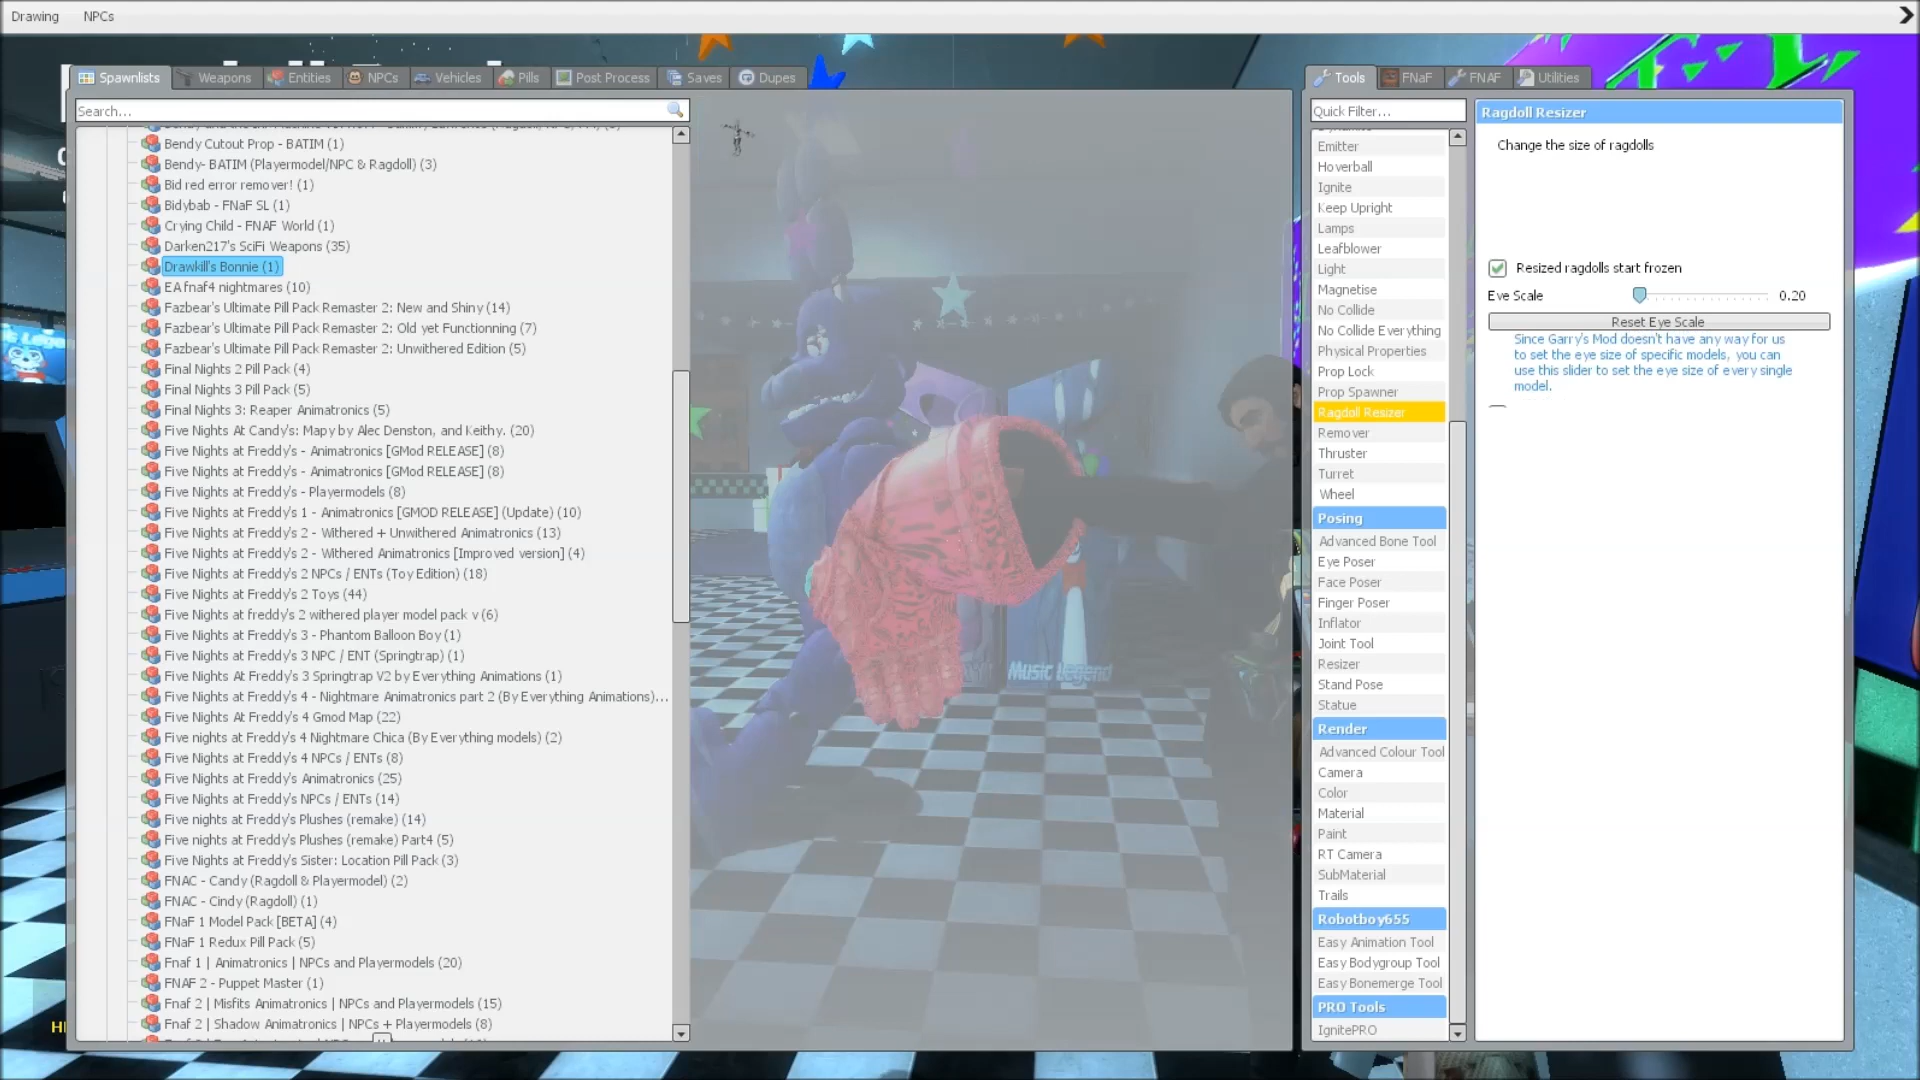 Drawing
NPCs
Spawnlists
Weapons
Entities
NPCs
Vehicles
Pills
Post Process
Saves
Dupes
Search...
Bendy Cutout Prop - BATIM (1)
Bendy- BATIM (Playermodel/NPC & Ragdoll) (3)
Bid red error remover! (1)
Bidybab - FNaF SL (1)
Crying Child - FNAF World (1)
Darken217's SciFi Weapons (35)
Drawkill's Bonnie (1)
EA fnaf4 nightmares (10)
Fazbear's Ultimate Pill Pack Remaster 2: New and Shiny (14)
Fazbear's Ultimate Pill Pack Remaster 2: Old yet Functionning (7)
Fazbear's Ultimate Pill Pack Remaster 2: Unwithered Edition (5)
Final Nights 2 Pill Pack (4)
Final Nights 3 Pill Pack (5)
Final Nights 3: Reaper Animatronics (5)
Five Nights At Candy's: Mapy by Alec Denston, and Keithy. (20)
Five Nights at Freddy's - Animatronics [GMod RELEASE] (8)
Five Nights at Freddy's - Animatronics [GMod RELEASE] (8)
Five Nights at Freddy's - Playermodels (8)
Five Nights at Freddy's 1 - Animatronics [GMOD RELEASE] (Update) (10)
Five Nights at Freddy's 2 - Withered + Unwithered Animatronics (13)
Five Nights at Freddy's 2 - Withered Animatronics [Improved version] (4)
Five Nights at Freddy's 2 NPCs / ENTs (Toy Edition) (18)
Five Nights at Freddy's 2 Toys (44)
Five Nights at freddy's 2 withered player model pack v (6)
Five Nights at Freddy's 3 - Phantom Balloon Boy (1)
Five Nights at Freddy's 3 NPC / ENT (Springtrap) (1)
Five Nights At Freddy's 3 Springtrap V2 by Everything Animations (1)
Five Nights at Freddy's 4 - Nightmare Animatronics part 2 (By Everything Animations)...
Five Nights At Freddy's 4 Gmod Map (22)
Five nights at Freddy's 4 Nightmare Chica (By Everything models) (2)
Five Nights at Freddy's 4 NPCs / ENTs (8)
Five Nights at Freddy's Animatronics (25)
Five Nights at Freddy's NPCs / ENTs (14)
Five nights at Freddy's Plushes (remake) (14)
Five nights at Freddy's Plushes (remake) Part4 (5)
Five Nights at Freddy's Sister: Location Pill Pack (3)
FNAC - Candy (Ragdoll & Playermodel) (2)
FNAC - Cindy (Ragdoll) (1)
FNaF 1 Model Pack [BETA] (4)
FNaF 1 Redux Pill Pack (5)
Fnaf 1 | Animatronics | NPCs and Playermodels (20)
FNAF 2 - Puppet Master (1)
Fnaf 2 | Misfits Animatronics | NPCs and Playermodels (15)
Fnaf 2 | Shadow Animatronics | NPCs + Playermodels (8)
Music Legend
Tools
FNaF
FNAF
Utilities
Quick Filter...
Emitter
Hoverball
Ignite
Keep Upright
Lamps
Leafblower
Light
Magnetise
No Collide
No Collide Everything
Physical Properties
Prop Lock
Prop Spawner
Ragdoll Resizer
Remover
Thruster
Turret
Wheel
Posing
Advanced Bone Tool
Eye Poser
Face Poser
Finger Poser
Inflator
Joint Tool
Resizer
Stand Pose
Statue
Render
Advanced Colour Tool
Camera
Color
Material
Paint
RT Camera
SubMaterial
Trails
Robotboy655
Easy Animation Tool
Easy Bodygroup Tool
Easy Bonemerge Tool
PRO Tools
IgnitePRO
Ragdoll Resizer
Change the size of ragdolls
Resized ragdolls start frozen
Eye Scale 0.20
Reset Eye Scale
Since Garry's Mod doesn't have any way for us
to set the eye size of specific models, you can
use this slider to set the eye size of every single
model.